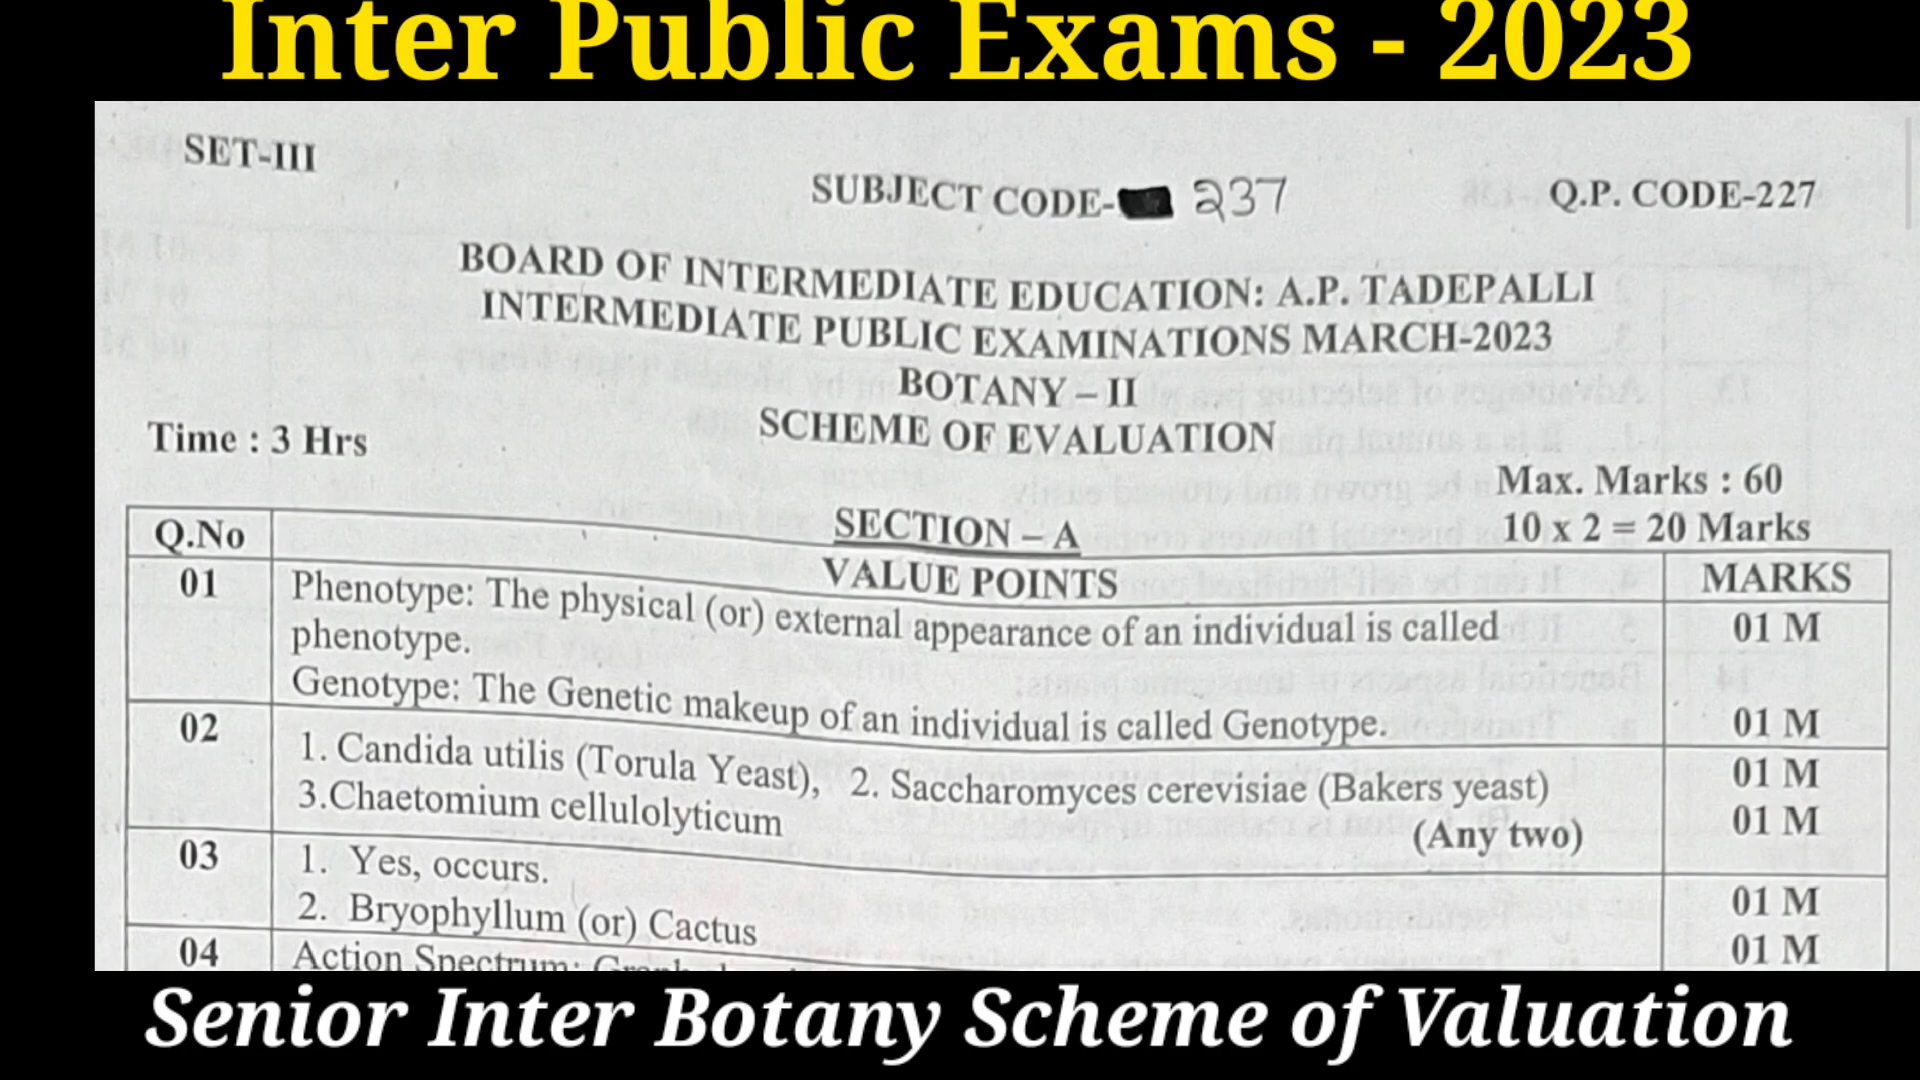 Inter Public Exams - 2023
SET-III
SUBJECT CODE- 237
Q.P. CODE-227
BOARD OF INTERMEDIATE EDUCATION: A.P. TADEPALLI
INTERMEDIATE PUBLIC EXAMINATIONS MARCH-2023
BOTANY – II
SCHEME OF EVALUATION
Time : 3 Hrs
Max. Marks : 60
SECTION – A
10 x 2 = 20 Marks
Q.No VALUE POINTS MARKS
01 Phenotype: The physical (or) external appearance of an individual is called 01 M
phenotype.
Genotype: The Genetic makeup of an individual is called Genotype. 01 M
02 1. Candida utilis (Torula Yeast), 2. Saccharomyces cerevisiae (Bakers yeast) 01 M
3.Chaetomium cellulolyticum (Any two) 01 M
03 1. Yes, occurs. 01 M
2. Bryophyllum (or) Cactus 01 M
04 Action Spectrum:
Senior Inter Botany Scheme of Valuation